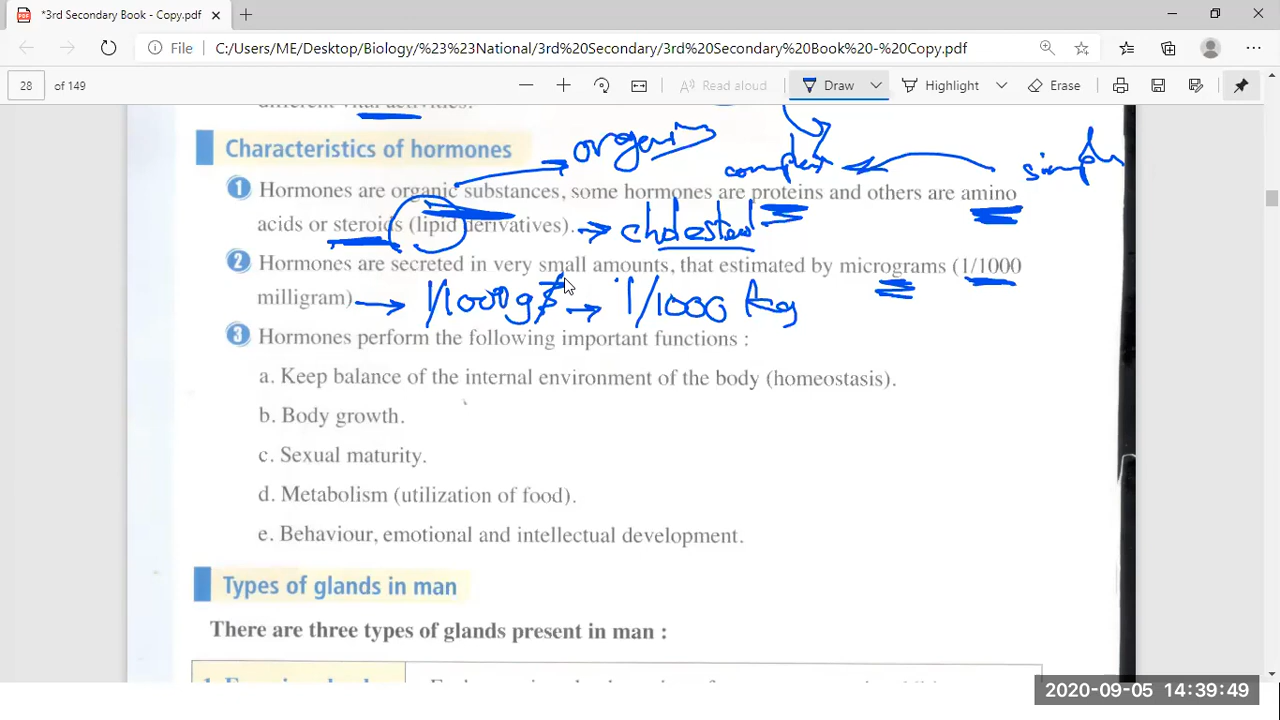 *3rd Secondary Book - Copy.pdf
File C:/Users/ME/Desktop/Biology/%23%23National/3rd%20Secondary/3rd%20Secondary%20Book%20-%20Copy.pdf
28 of 149 Read aloud Draw Highlight Erase
different vital activities.
Characteristics of hormones
complex
1 Hormones are organic substances, some hormones are proteins and others are amino
acids or steroids (lipid derivatives). → cholesterol
2 Hormones are secreted in very small amounts, that estimated by micrograms (1/1000
milligram) → 1/1000g → 1/1000 kg
3 Hormones perform the following important functions :
a. Keep balance of the internal environment of the body (homeostasis).
b. Body growth.
c. Sexual maturity.
d. Metabolism (utilization of food).
e. Behaviour, emotional and intellectual development.
Types of glands in man
There are three types of glands present in man :
2020-09-05 14:39:49